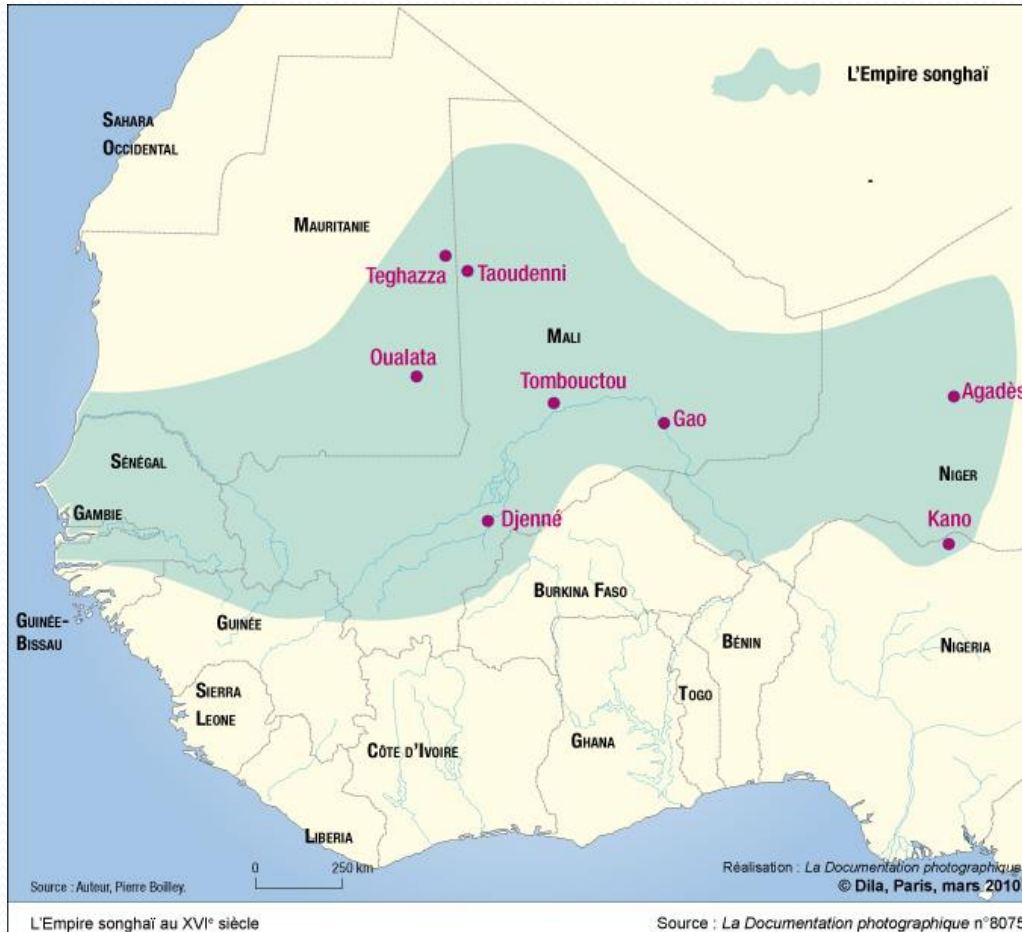 L'Empire songhaï
SAHARA
OCCIDENTAL
MAURITANIE
Teghazza
Taoudenni
MALI
Oualata
Tombouctou
Gao
Agadès
SÉNÉGAL
NIGER
GAMBIE
Djenné
Kano
BURKINA FASO
GUINÉE-
BISSAU
GUINÉE
BÉNIN
NIGERIA
SIERRA
LEONE
TOGO
CÔTE D'IVOIRE
GHANA
LIBERIA
0 250 km
Source : Auteur, Pierre Boilley.
Réalisation : La Documentation photographique
© Dila, Paris, mars 2010
L'Empire songhaï au XVIe siècle
Source : La Documentation photographique n°8075